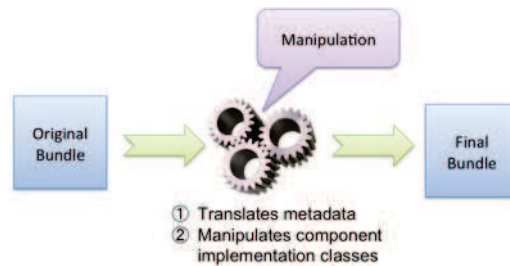 Manipulation
Original
Bundle
Final
Bundle
① Translates metadata
② Manipulates component
implementation classes